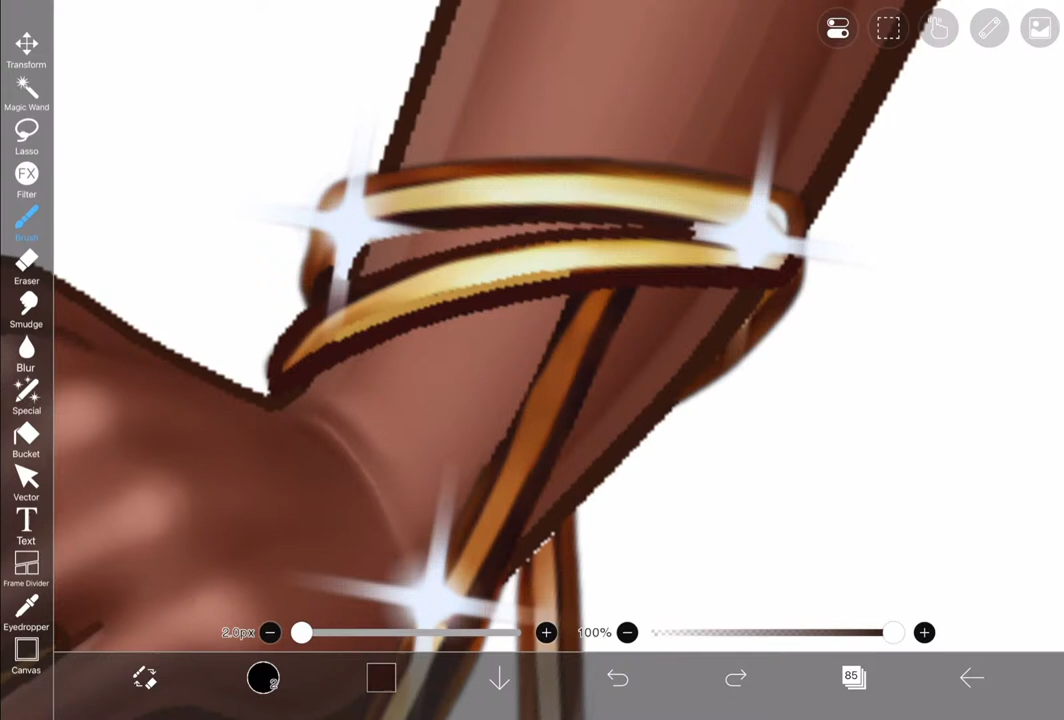 Transform
Magic Wand
Lasso
FX
Filter
Brush
Eraser
Smudge
Blur
Special
Bucket
Vector
T
Text
Frame Divider
Eyedropper
Canvas
2.0px
100%
2
85